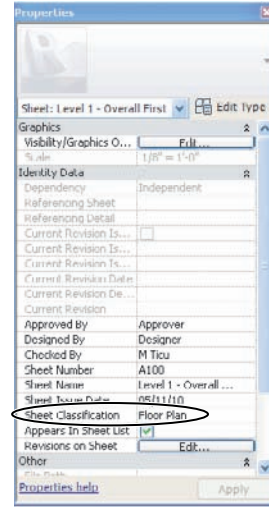 Properties
Sheet: Level 1 - Overall First Edit Type
Graphics
Visibility/Graphics O... Edit...
Scale 1/8" = 1'-0"
Identity Data
Dependency Independent
Referencing Sheet
Referencing Detail
Current Revision Is...
Current Revision Is...
Current Revision Is...
Current Revision Date
Current Revision De...
Current Revision
Approved By Approver
Designed By Designer
Checked By M Ticu
Sheet Number A100
Sheet Name Level 1 - Overall ...
Sheet Issue Date 05/11/10
Sheet Classification Floor Plan
Appears In Sheet List
Revisions on Sheet Edit...
Other
File Path
Properties help Apply